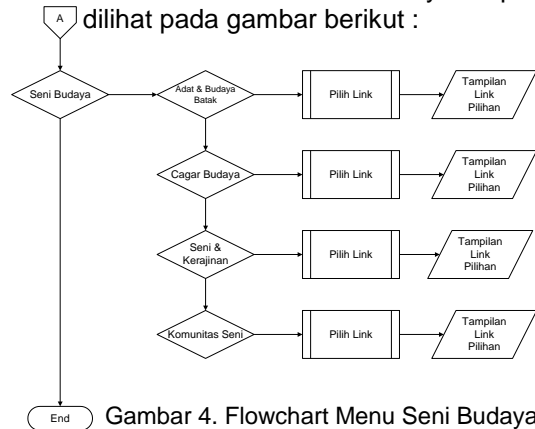 A
dilihat pada gambar berikut :
Seni Budaya
Adat & Budaya
Batak
Pilih Link
Tampilan
Link
Pilihan
Cagar Budaya
Pilih Link
Tampilan
Link
Pilihan
Seni &
Kerajinan
Pilih Link
Tampilan
Link
Pilihan
Komunitas Seni
Pilih Link
Tampilan
Link
Pilihan
End
Gambar 4. Flowchart Menu Seni Budaya